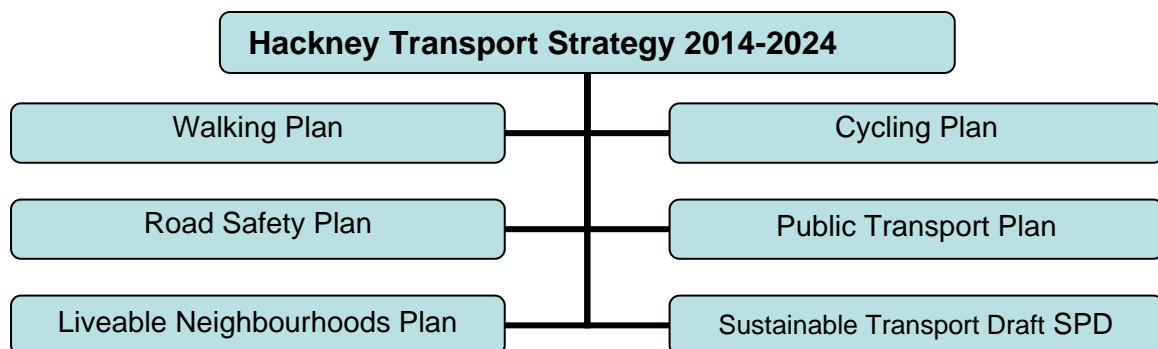 Hackney Transport Strategy 2014-2024
Walking Plan
Cycling Plan
Road Safety Plan
Public Transport Plan
Liveable Neighbourhoods Plan
Sustainable Transport Draft SPD